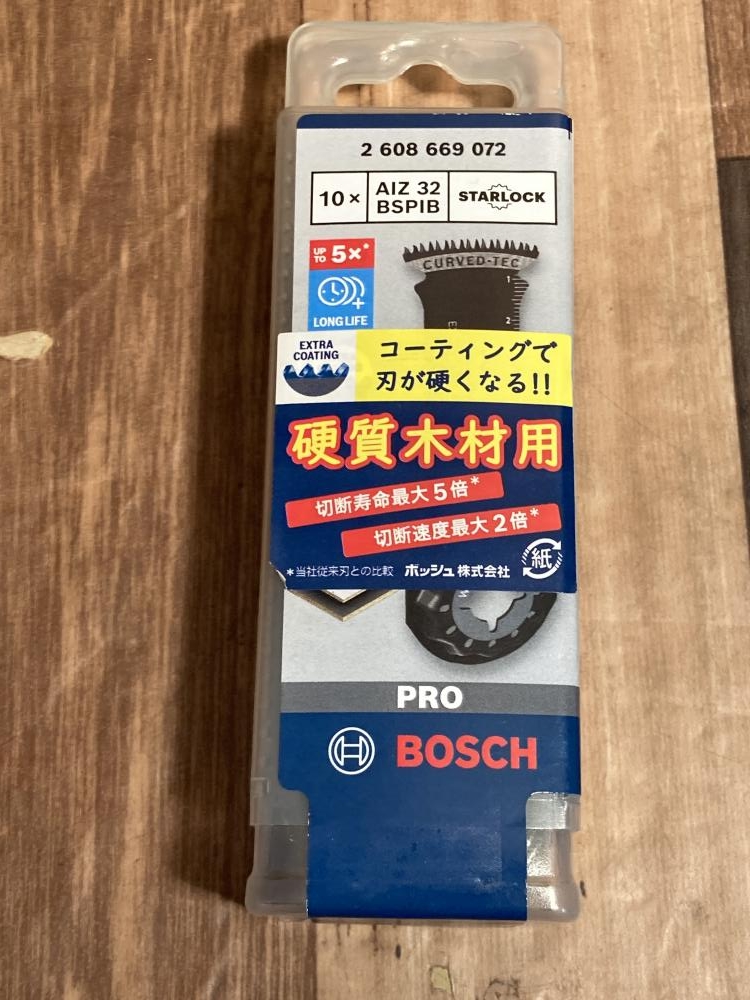 2 608 669 072
10×
AIZ 32
BSPIB
STARLOCK
UP TO 5×*
LONG LIFE
CURVED-TEC
1
2
EXTRA
COATING
コーティングで
刃が硬くなる!!
硬質木材用
切断寿命最大5倍*
切断速度最大2倍*
*当社従来刃との比較 ボッシュ株式会社
紙
PRO
BOSCH